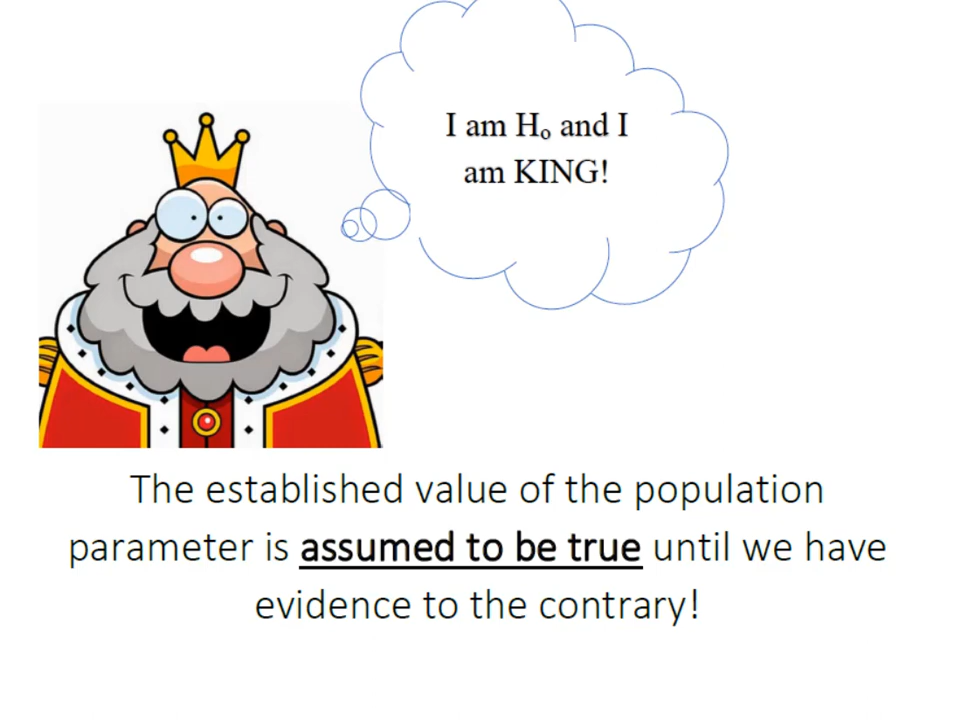 I am Hₒ and I
am KING!
The established value of the population
parameter is assumed to be true until we have
evidence to the contrary!